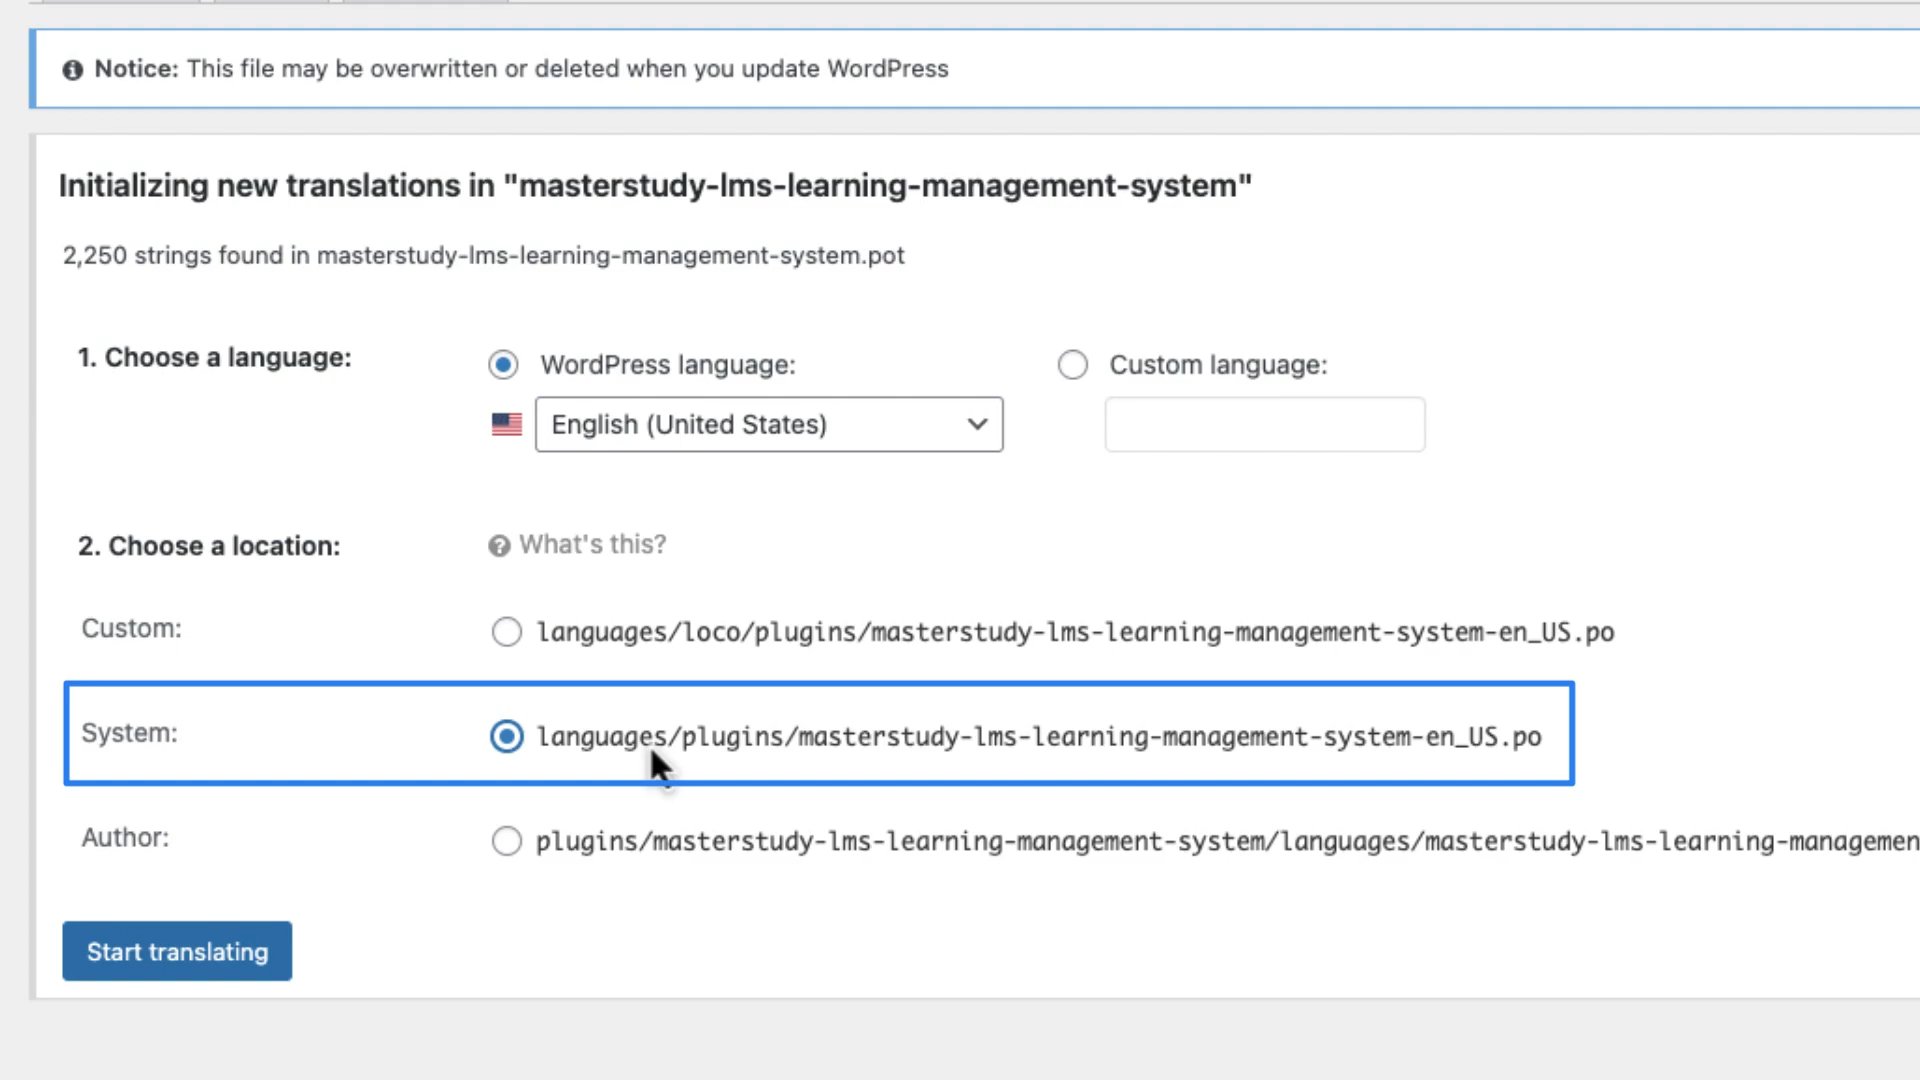 Notice: This file may be overwritten or deleted when you update WordPress
Initializing new translations in "masterstudy-lms-learning-management-system"
2,250 strings found in masterstudy-lms-learning-management-system.pot
1. Choose a language:
WordPress language:
Custom language:
English (United States)
2. Choose a location:
What's this?
Custom:
languages/loco/plugins/masterstudy-lms-learning-management-system-en_US.po
System:
languages/plugins/masterstudy-lms-learning-management-system-en_US.po
Author:
plugins/masterstudy-lms-learning-management-system/languages/masterstudy-lms-learning-managemen
Start translating